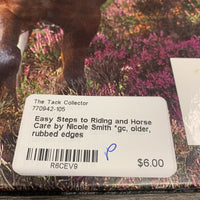 The Tack Collector
770942-105
Easy Steps to Riding and Horse
Care by Nicole Smith *gc, older,
rubbed edges
R8CEV9
P
$6.00